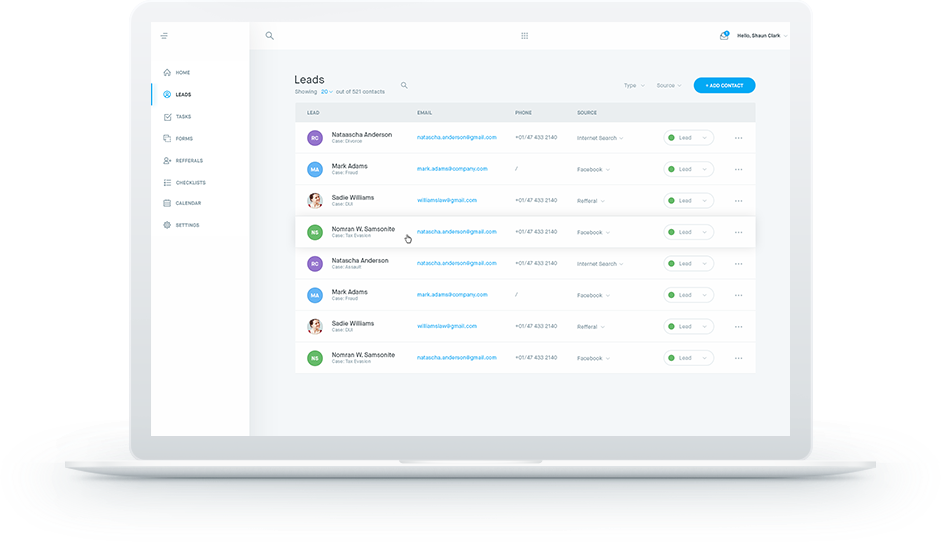 Hello, Shaun Clark
HOME
LEADS
TASKS
FORMS
REFFERALS
CHECKLISTS
CALENDAR
SETTINGS
Leads
Showing 20 out of 521 contacts
Type Source + ADD CONTACT
LEAD EMAIL PHONE SOURCE
RC Nataascha Anderson natascha.anderson@gmail.com +01/47 433 2140 Internet Search Lead
Case: Divorce
MA Mark Adams mark.adams@company.com / Facebook Lead
Case: Froud
Sadie Williams williamslaw@gmail.com +01/47 433 2140 Refferal Lead
Case: DUI
NS Nomran W. Samsonite natascha.anderson@gmail.com +01/47 433 2140 Facebook Lead
Case: Tax Evasion
RC Natascha Anderson natascha.anderson@gmail.com +01/47 433 2140 Internet Search Lead
Case: Assault
MA Mark Adams mark.adams@company.com / Facebook Lead
Case: Froud
Sadie Williams williamslaw@gmail.com +01/47 433 2140 Refferal Lead
Case: DUI
NS Nomran W. Samsonite natascha.anderson@gmail.com +01/47 433 2140 Facebook Lead
Case: Tax Evasion